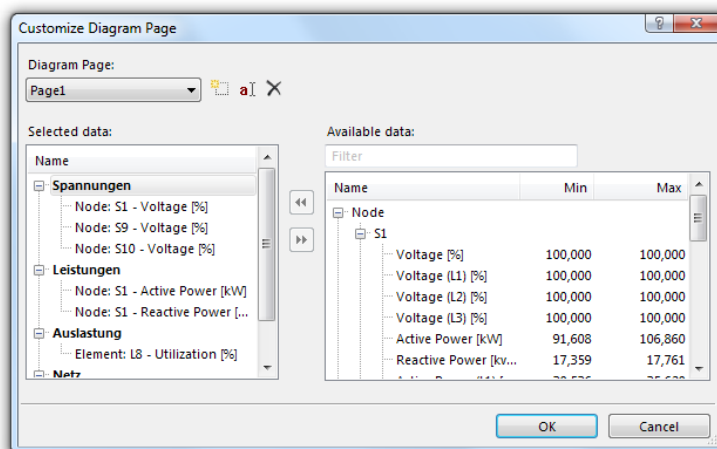 Customize Diagram Page
Diagram Page:
Page1
Selected data:
Name
Spannungen
Node: S1 - Voltage [%]
Node: S9 - Voltage [%]
Node: S10 - Voltage [%]
Leistungen
Node: S1 - Active Power [kW]
Node: S1 - Reactive Power [...
Auslastung
Element: L8 - Utilization [%]
Netz
Available data:
Filter
Name Min Max
Node
S1
Voltage [%] 100,000 100,000
Voltage (L1) [%] 100,000 100,000
Voltage (L2) [%] 100,000 100,000
Voltage (L3) [%] 100,000 100,000
Active Power [kW] 91,608 106,860
Reactive Power [kv... 17,359 17,761
OK Cancel